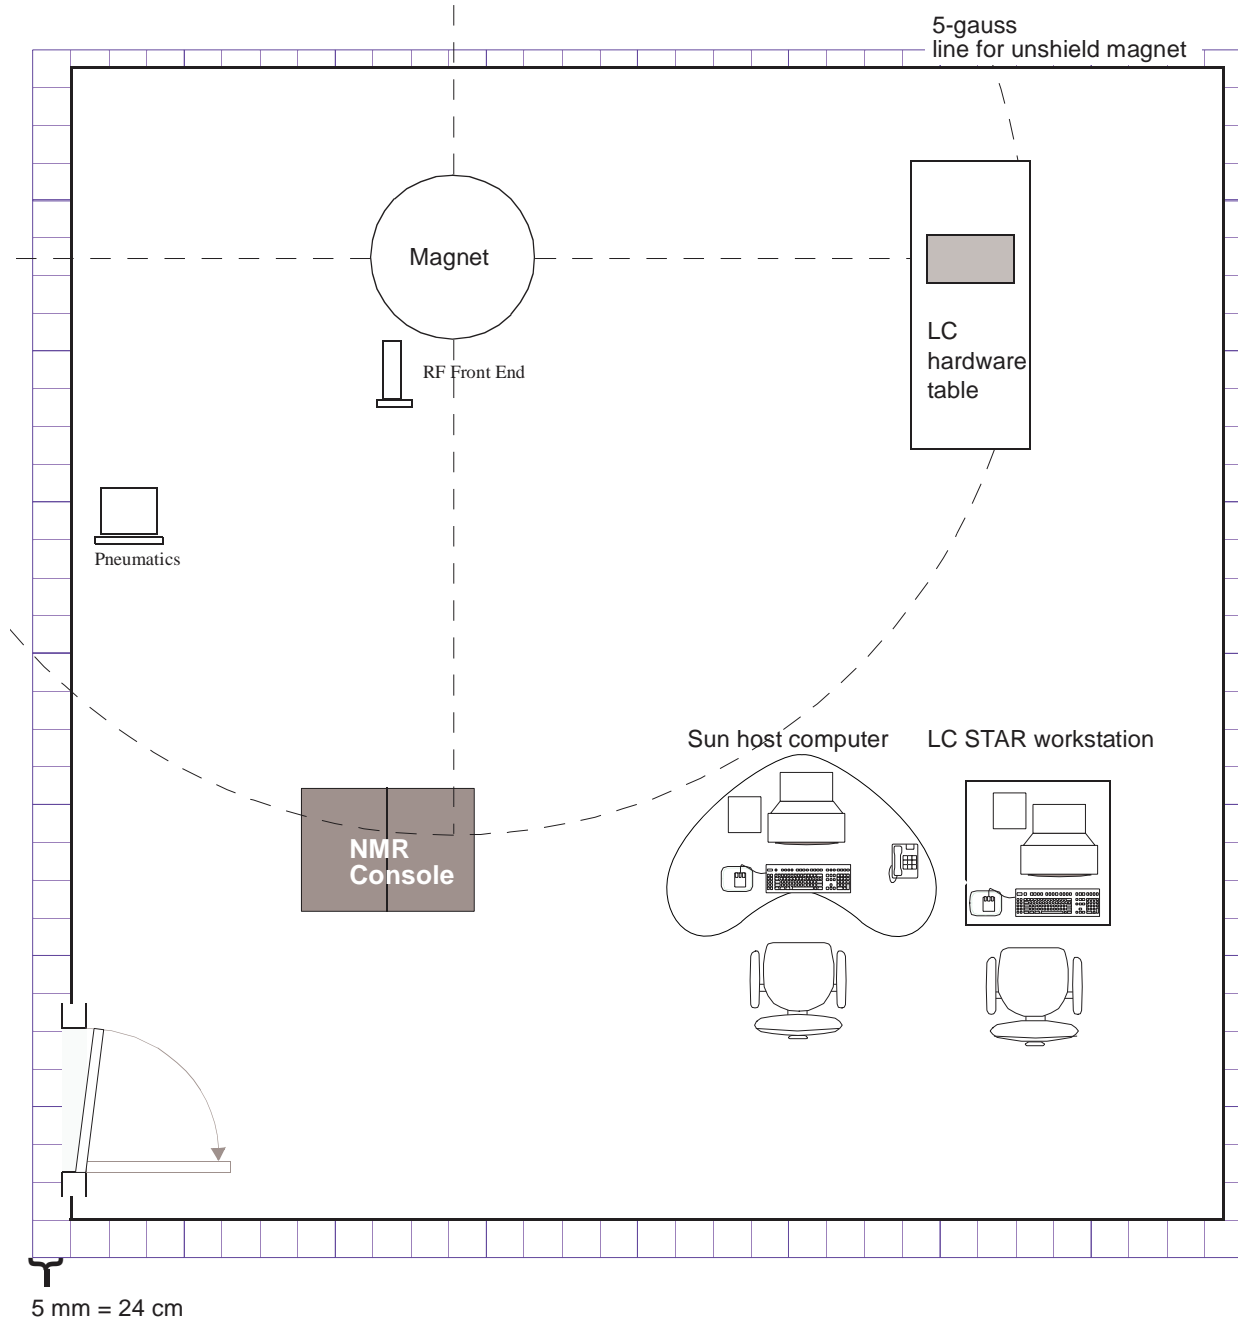 5-gauss
line for unshield magnet
Magnet
LC
hardware
table
RF Front End
Pneumatics
Sun host computer
LC STAR workstation
NMR
Console
5 mm = 24 cm